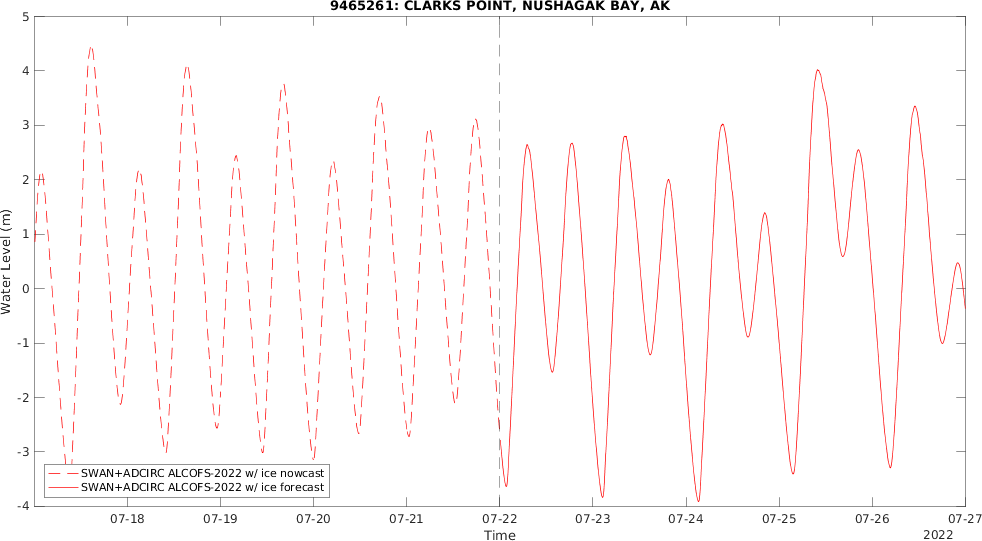 9465261: CLARKS POINT, NUSHAGAK BAY, AK
5
4
3
2
1
0
-1
-2
-3
-4
Water Level (m)
SWAN+ADCIRC ALCOFS-2022 w/ ice nowcast
SWAN+ADCIRC ALCOFS-2022 w/ ice forecast
07-18 07-19 07-20 07-21 07-22 07-23 07-24 07-25 07-26 07-27
Time
2022